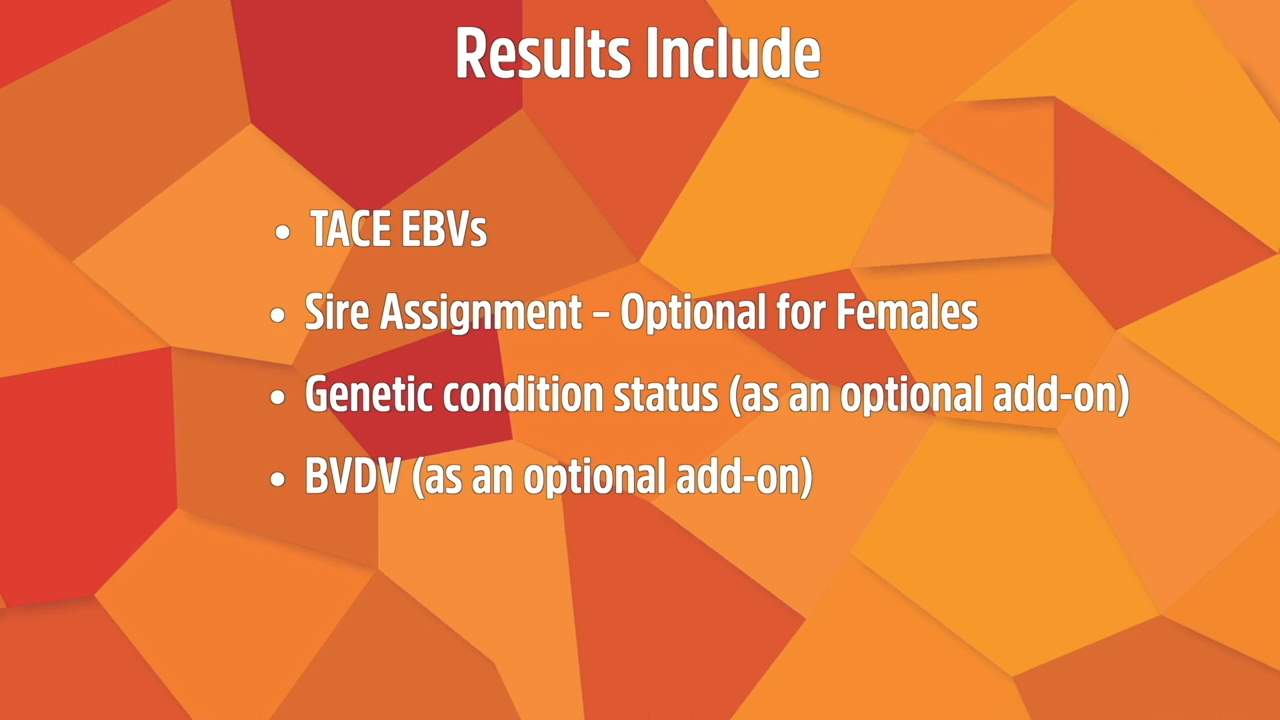 Results Include
• TACE EBVs
• Sire Assignment – Optional for Females
• Genetic condition status (as an optional add-on)
• BVDV (as an optional add-on)